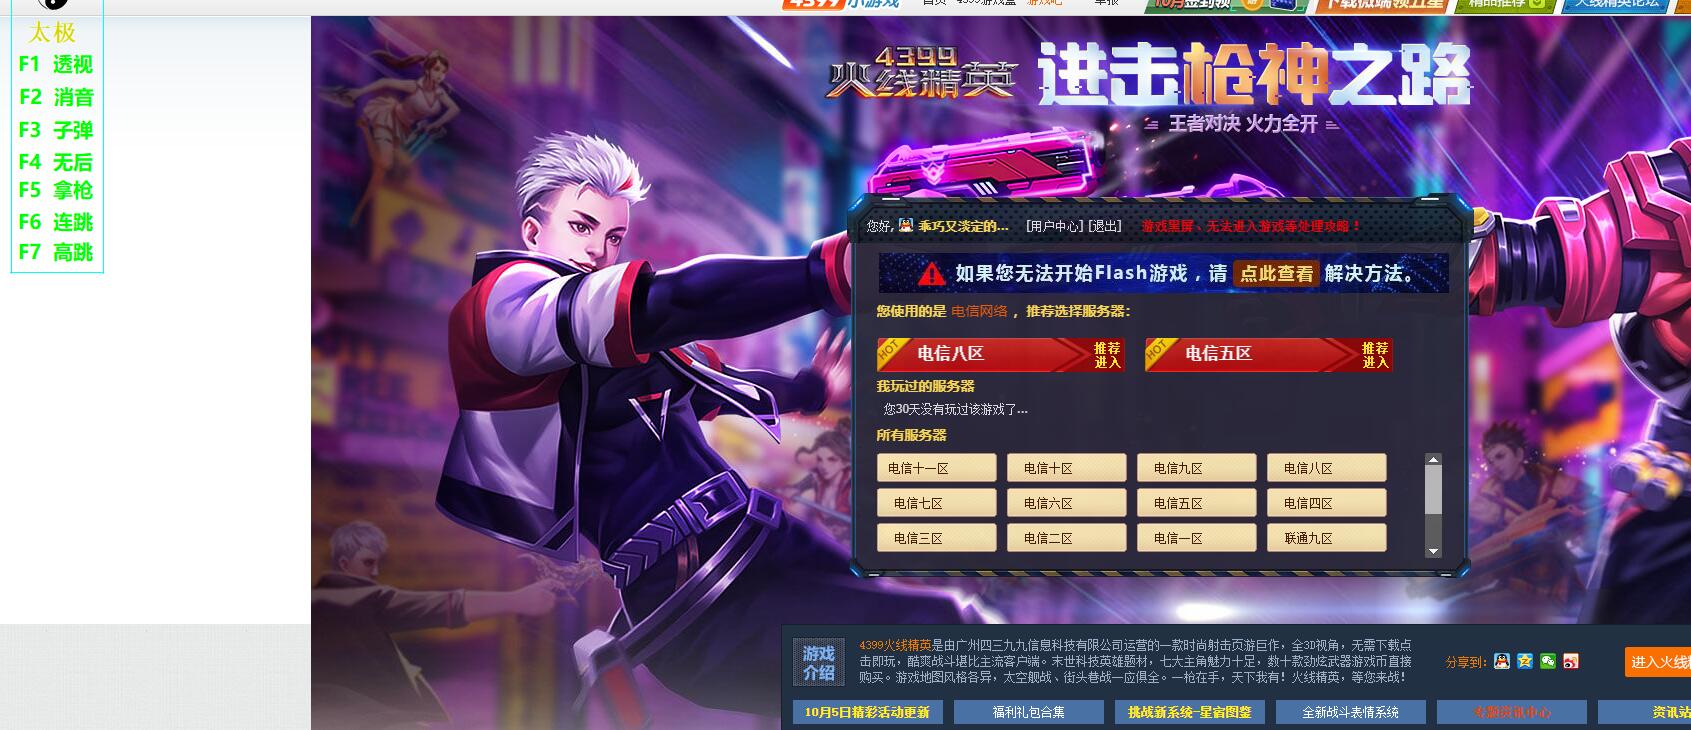 4399小游戏 首页 4399游戏盒 游戏吧 举报 10月签到领 下载微端领五星 精品推荐 火线精英论坛
太极
F1 透视
F2 消音
F3 子弹
F4 无后
F5 拿枪
F6 连跳
F7 高跳
4399
火线精英
进击枪神之路
王者对决 火力全开
您好, 乖巧又淡定的... [用户中心] [退出] 游戏黑屏、无法进入游戏等处理攻略！
如果您无法开始Flash游戏，请 点此查看 解决方法。
您使用的是 电信网络 ，推荐选择服务器:
HOT 电信八区 推荐进入 HOT 电信五区 推荐进入
我玩过的服务器
您30天没有玩过该游戏了...
所有服务器
电信十一区 电信十区 电信九区 电信八区
电信七区 电信六区 电信五区 电信四区
电信三区 电信二区 电信一区 联通九区
游戏介绍
4399火线精英是由广州四三九九信息科技有限公司运营的一款时尚射击页游巨作，全3D视角，无需下载点
击即玩，酷爽战斗堪比主流客户端。末世科技英雄题材，七大主角魅力十足，数十款劲炫武器游戏币直接
购买。游戏地图风格各异，太空舰战、街头巷战一应俱全。一枪在手，天下我有！火线精英，等您来战！
分享到:
进入火线
10月5日精彩活动更新 福利礼包合集 挑战新系统-星宿图鉴 全新战斗表情系统 专题资讯中心 资讯站